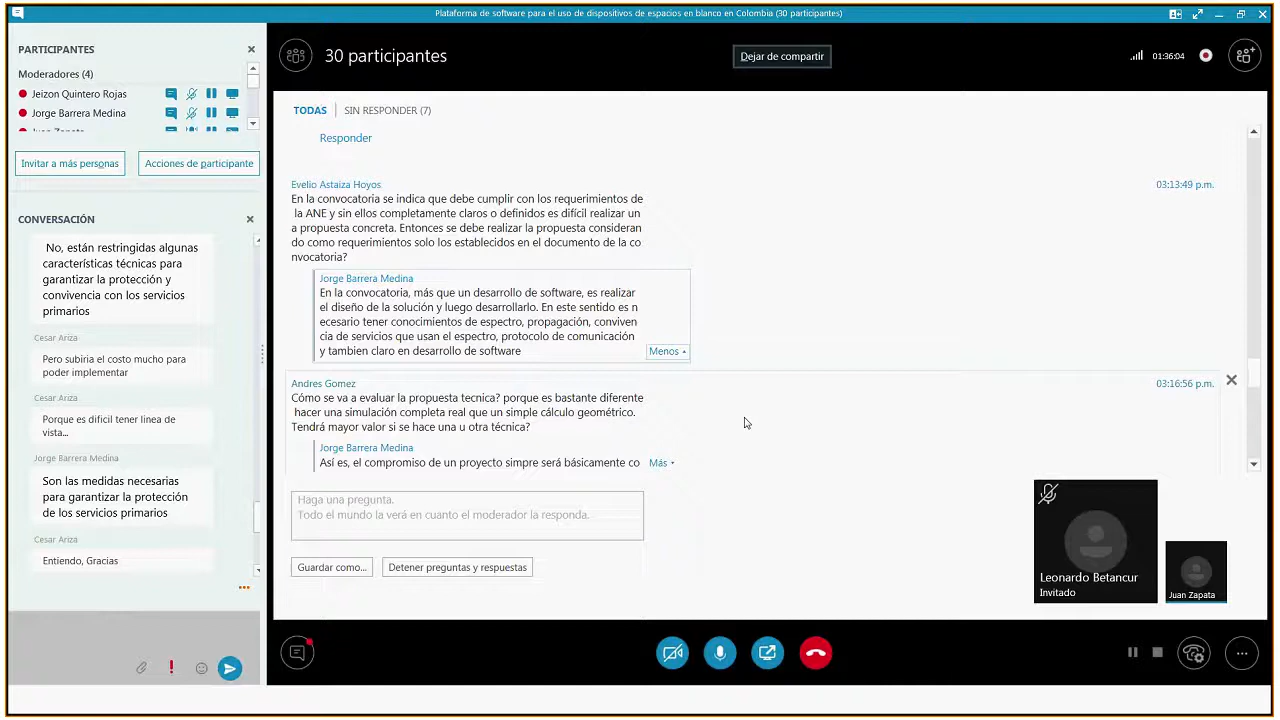 Plataforma de software para el uso de dispositivos de espacios en blanco en Colombia (30 participantes)
PARTICIPANTES
Moderadores (4)
Jeizon Quintero Rojas
Jorge Barrera Medina
Juan Zapata
Invitar a más personas
Acciones de participante
CONVERSACIÓN
No, están restringidas algunas
características técnicas para
garantizar la protección y
convivencia con los servicios
primarios
Cesar Ariza
Pero subiria el costo mucho para
poder implementar
Cesar Ariza
Porque es dificil tener linea de
vista...
Jorge Barrera Medina
Son las medidas necesarias
para garantizar la protección
de los servicios primarios
Cesar Ariza
Entiendo, Gracias
30 participantes
Dejar de compartir
01:36:04
TODAS
SIN RESPONDER (7)
Responder
Evelio Astaiza Hoyos
03:13:49 p.m.
En la convocatoria se indica que debe cumplir con los requerimientos de
la ANE y sin ellos completamente claros o definidos es difícil realizar un
a propuesta concreta. Entonces se debe realizar la propuesta consideran
do como requerimientos solo los establecidos en el documento de la co
nvocatoria?
Jorge Barrera Medina
En la convocatoria, más que un desarrollo de software, es realizar
el diseño de la solución y luego desarrollarlo. En este sentido es n
ecesario tener conocimientos de espectro, propagación, conviven
cia de servicios que usan el espectro, protocolo de comunicación
y tambien claro en desarrollo de software
Menos
Andres Gomez
03:16:56 p.m.
Cómo se va a evaluar la propuesta tecnica? porque es bastante diferente
hacer una simulación completa real que un simple cálculo geométrico.
Tendrá mayor valor si se hace una u otra técnica?
Jorge Barrera Medina
Así es, el compromiso de un proyecto simpre será básicamente co
Más
Haga una pregunta.
Todo el mundo la verá en cuanto el moderador la responda.
Guardar como...
Detener preguntas y respuestas
Leonardo Betancur
Invitado
Juan Zapata